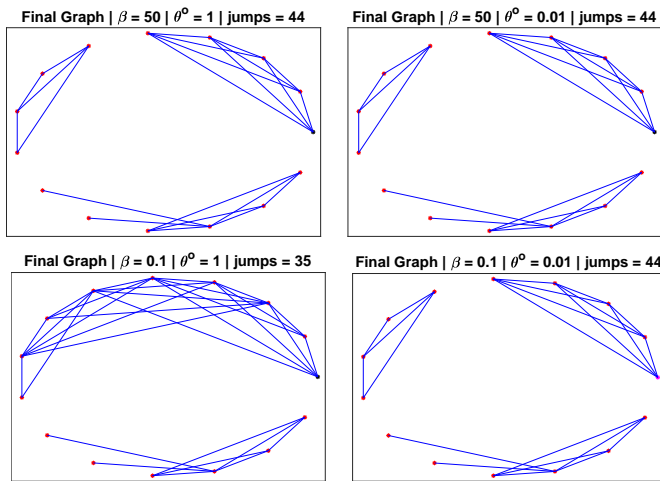 Final Graph | β = 50 | θ° = 1 | jumps = 44
Final Graph | β = 50 | θ° = 0.01 | jumps = 44
Final Graph | β = 0.1 | θ° = 1 | jumps = 35
Final Graph | β = 0.1 | θ° = 0.01 | jumps = 44